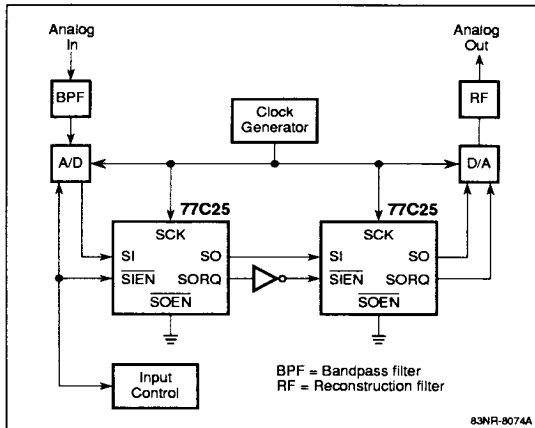 Analog
In
Analog
Out
BPF
RF
Clock
Generator
A/D
D/A
77C25
77C25
SCK
SCK
SI
SO
SI
SO
SIEN
SORQ
SIEN
SORQ
SOEN
SOEN
Input
Control
BPF = Bandpass filter
RF = Reconstruction filter
83NR-8074A